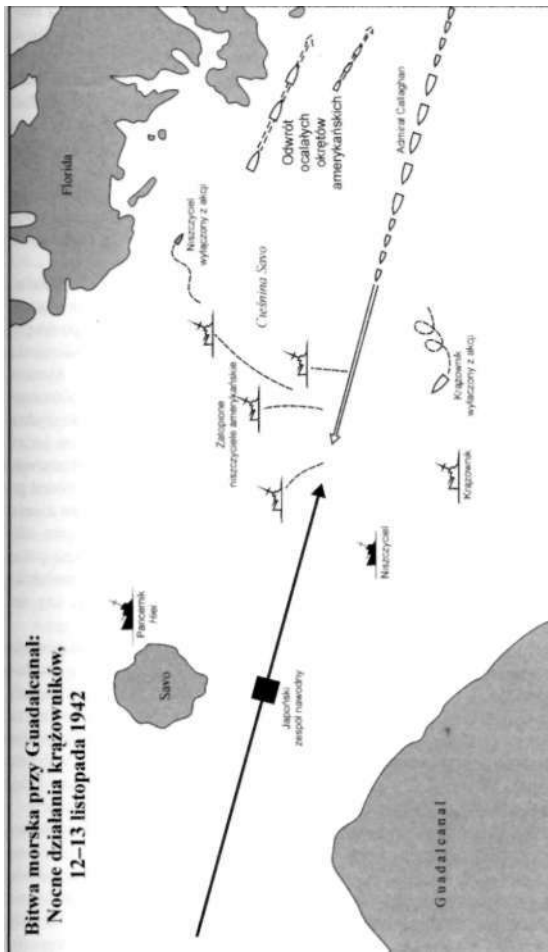 Bitwa morska przy Guadalcanal:
Nocne działania krążowników,
12–13 listopada 1942
Pancernik
Hiei
Savo
Japoński
zespół nawodny
Guadalcanal
Zatopione
niszczyciele amerykańskie
Niszczyciel
wyłączony z akcji
Florida
Cieśnina Savo
Odwrót
ocalałych
okrętów
amerykańskich
Admirał Callaghan
Niszczyciel
Krążownik
Krążownik
wyłączony z akcji